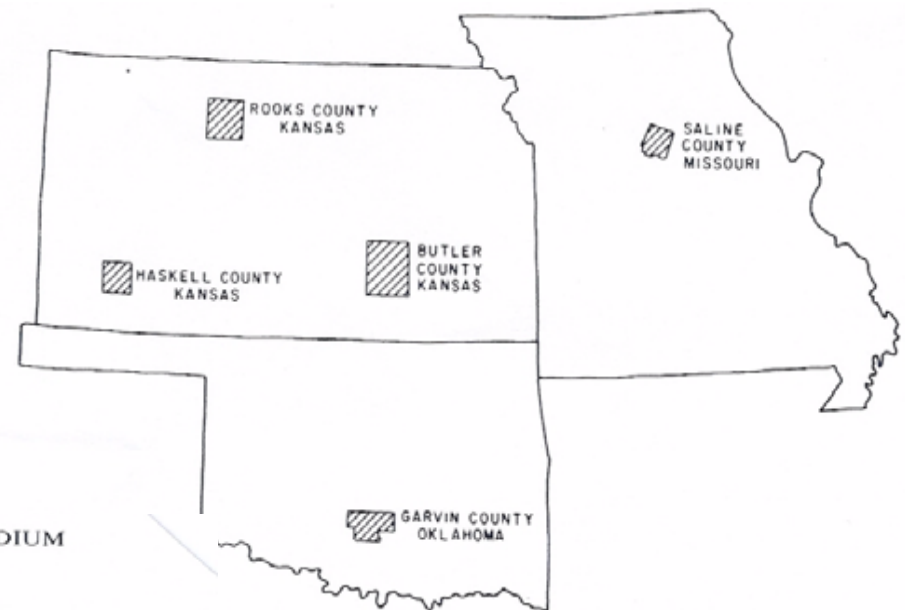 ROOKS COUNTY
KANSAS
SALINE
COUNTY
MISSOURI
BUTLER
COUNTY
KANSAS
HASKELL COUNTY
KANSAS
GARVIN COUNTY
OKLAHOMA
DIUM